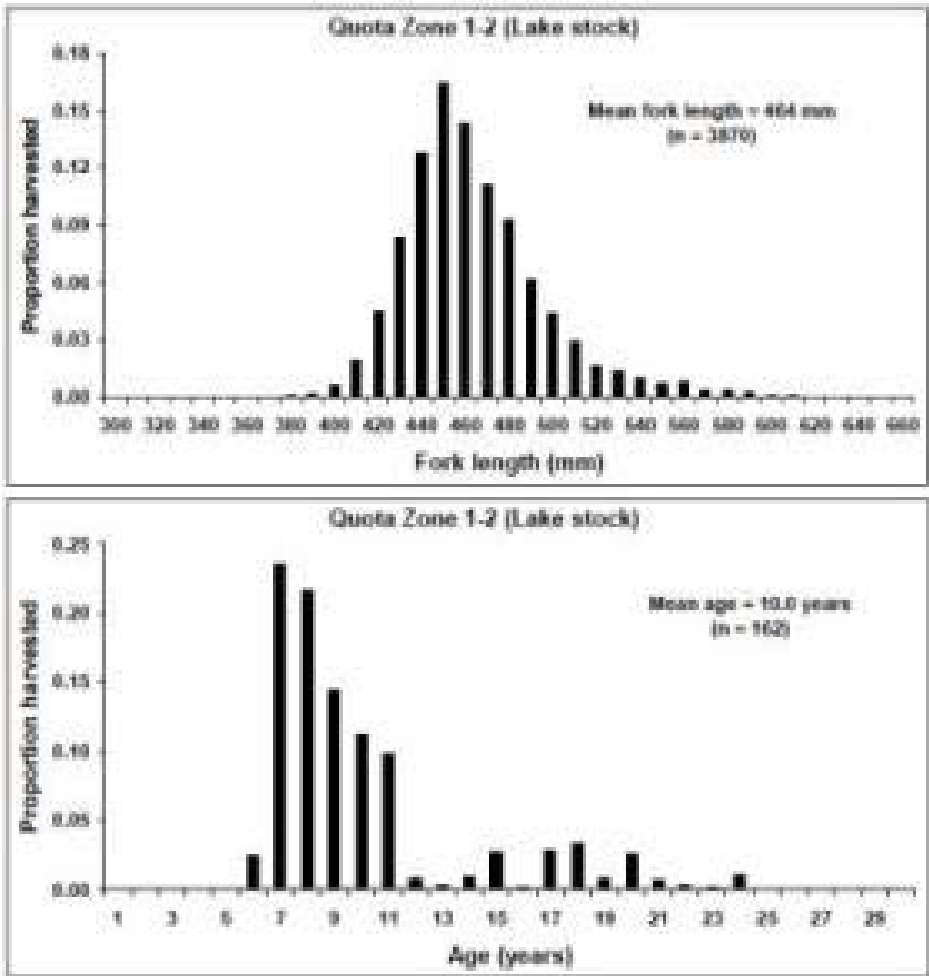 Quota Zone 1-2 (Lake stock)
Proportion harvested
0.18
0.15
0.12
0.09
0.06
0.03
0.00
Mean fork length = 464 mm
(n = 3870)
300 320 340 360 380 400 420 440 460 480 500 520 540 560 580 600 620 640 660
Fork length (mm)
Quota Zone 1-2 (Lake stock)
Proportion harvested
0.25
0.20
0.15
0.10
0.05
0.00
Mean age = 10.0 years
(n = 162)
1 3 5 7 9 11 13 15 17 19 21 23 25 27 29
Age (years)